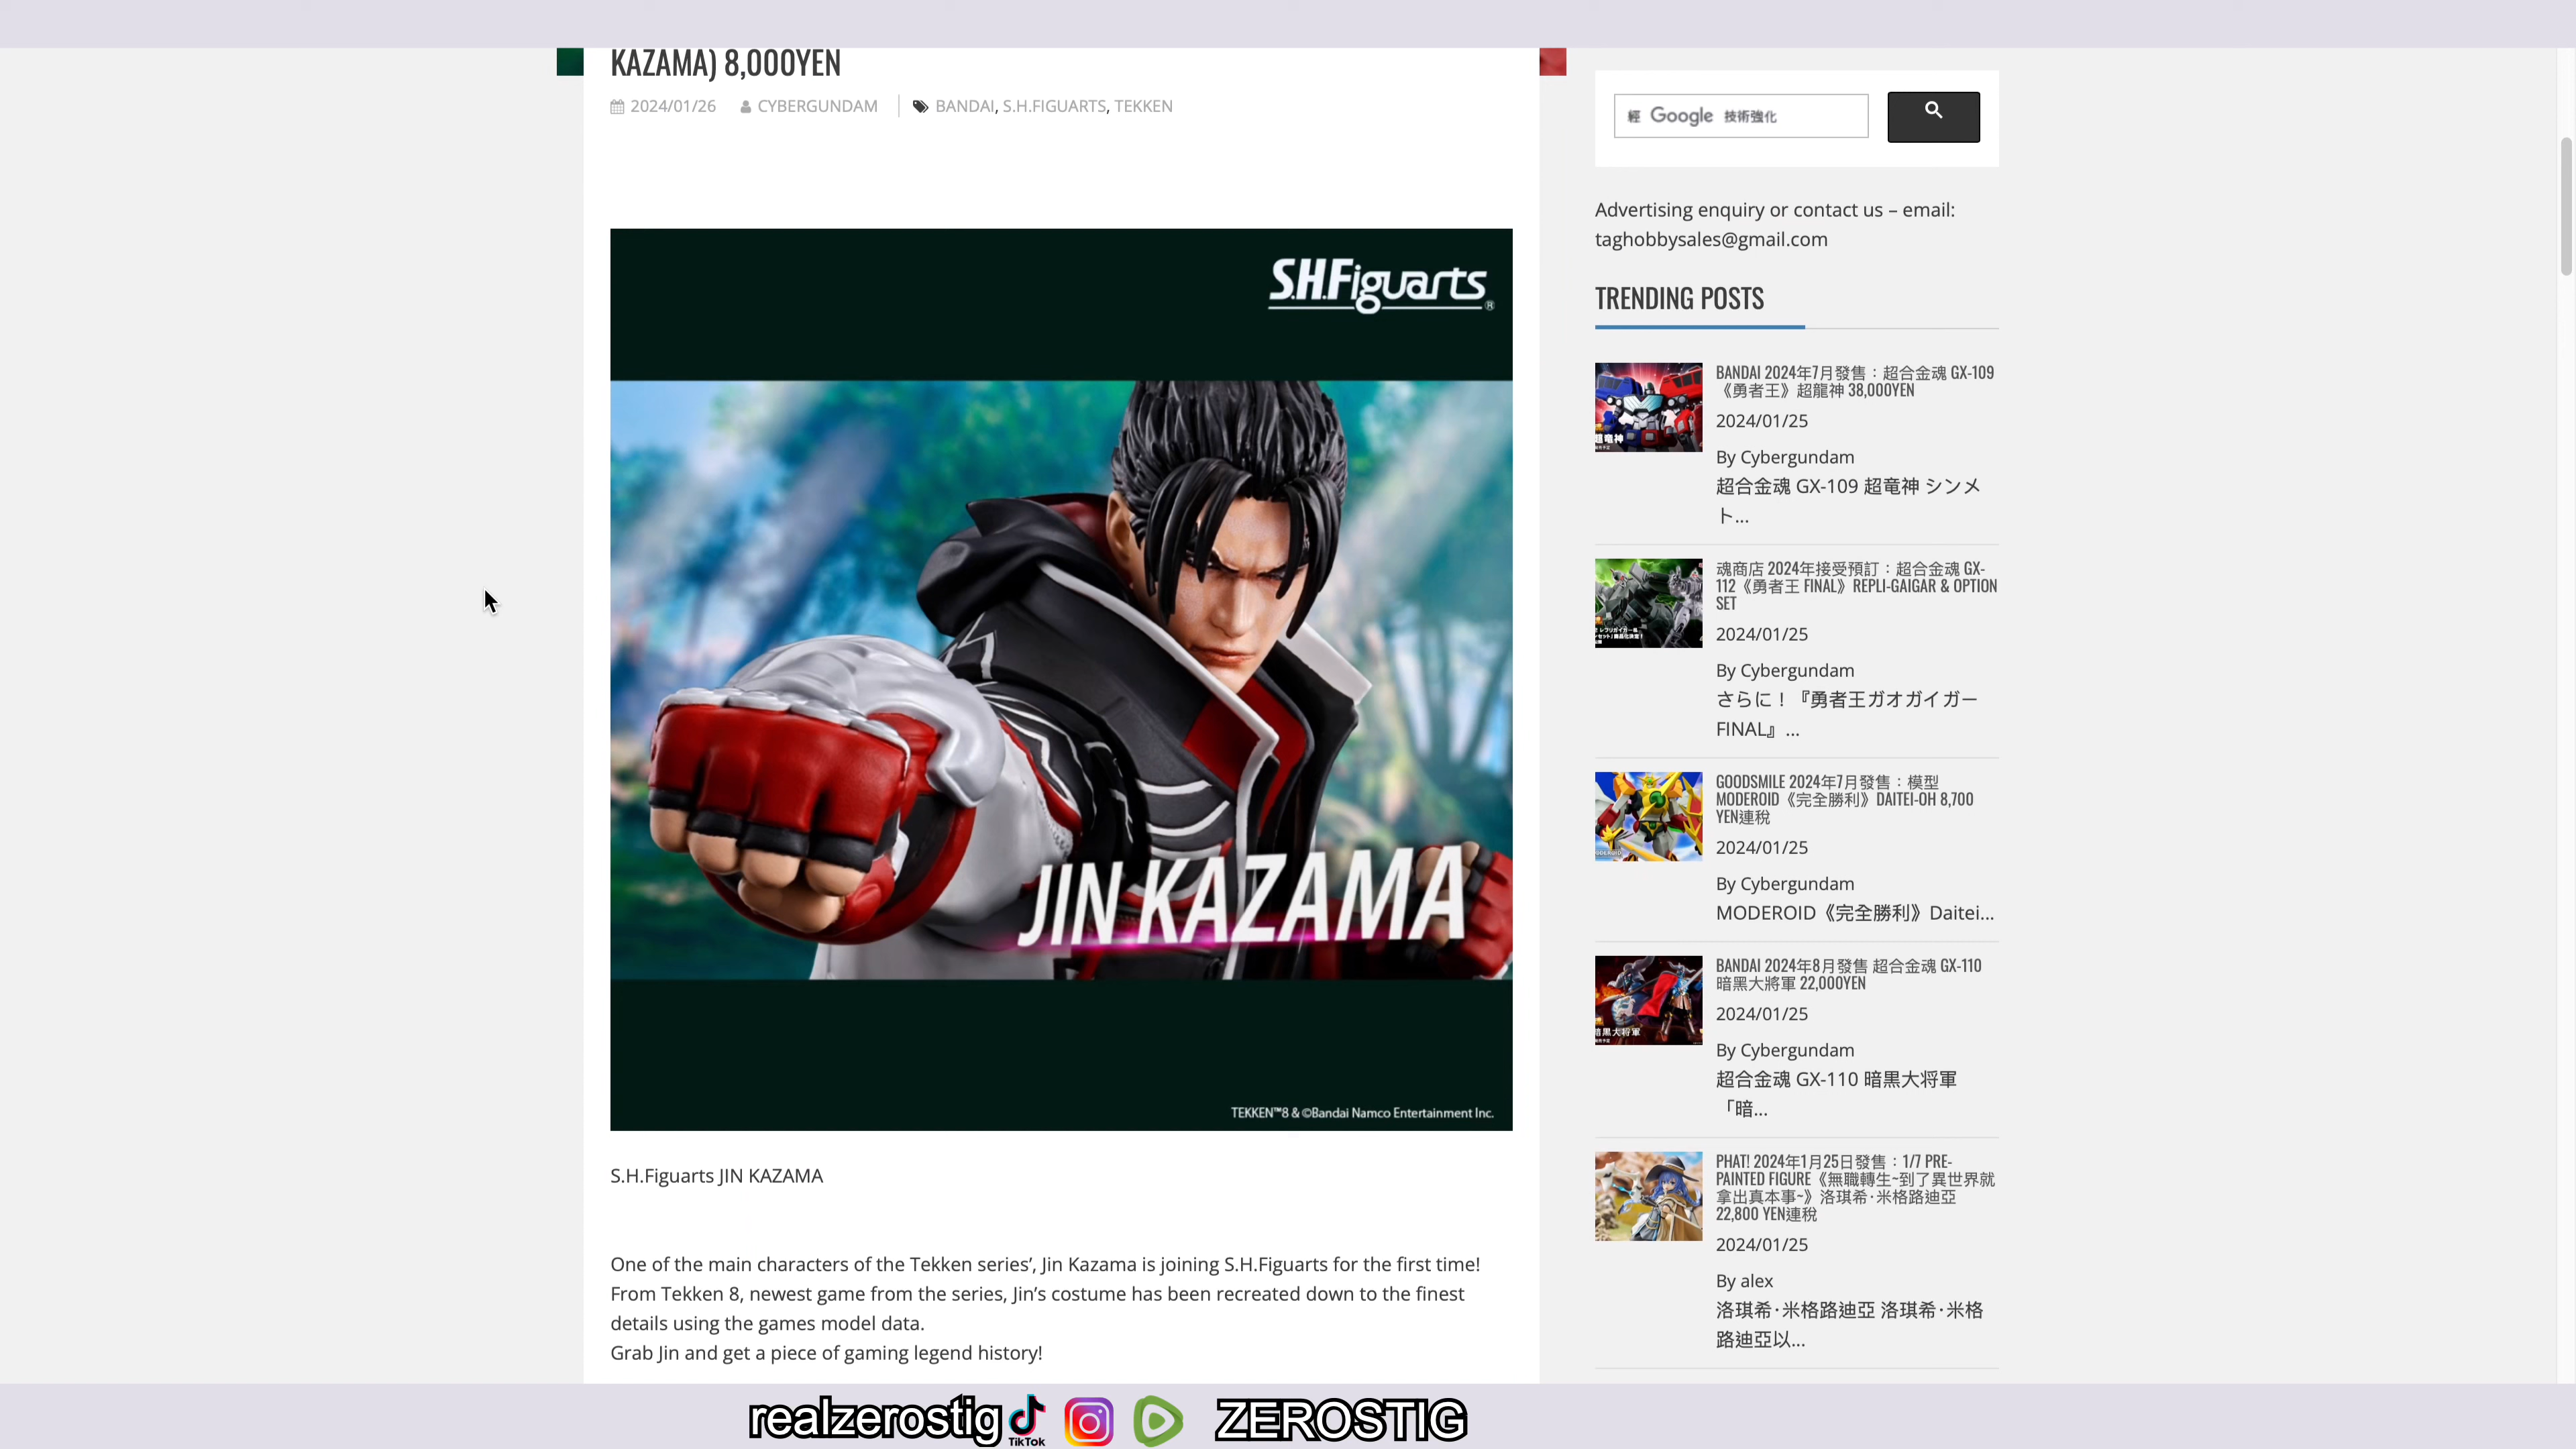 KAZAMA) 8,000YEN
2024/01/26 CYBERGUNDAM BANDAI, S.H.FIGUARTS, TEKKEN
S.H.Figuarts®
JIN KAZAMA
TEKKEN™8 & ©Bandai Namco Entertainment Inc.
S.H.Figuarts JIN KAZAMA
One of the main characters of the Tekken series’, Jin Kazama is joining S.H.Figuarts for the first time!
From Tekken 8, newest game from the series, Jin’s costume has been recreated down to the finest
details using the games model data.
Grab Jin and get a piece of gaming legend history!
經 Google 技術強化
Advertising enquiry or contact us – email:
taghobbysales@gmail.com
TRENDING POSTS
超竜神
BANDAI 2024年7月發售：超合金魂 GX-109
《勇者王》超龍神 38,000YEN
2024/01/25
By Cybergundam
超合金魂 GX-109 超竜神 シンメ
ト...
魂商店 2024年接受預訂：超合金魂 GX-
112《勇者王 FINAL》REPLI-GAIGAR & OPTION
SET
2024/01/25
By Cybergundam
さらに！『勇者王ガオガイガー
FINAL』...
GOODSMILE 2024年7月發售：模型
MODEROID《完全勝利》DAITEI-OH 8,700
YEN連稅
2024/01/25
By Cybergundam
MODEROID《完全勝利》Daitei...
暗黒大将軍
BANDAI 2024年8月發售 超合金魂 GX-110
暗黑大將軍 22,000YEN
2024/01/25
By Cybergundam
超合金魂 GX-110 暗黒大将軍
「暗...
PHAT! 2024年1月25日發售：1/7 PRE-
PAINTED FIGURE《無職轉生~到了異世界就
拿出真本事~》洛琪希·米格路迪亞
22,800 YEN連稅
2024/01/25
By alex
洛琪希·米格路迪亞 洛琪希·米格
路迪亞以...
realzerostig TikTok ZEROSTIG